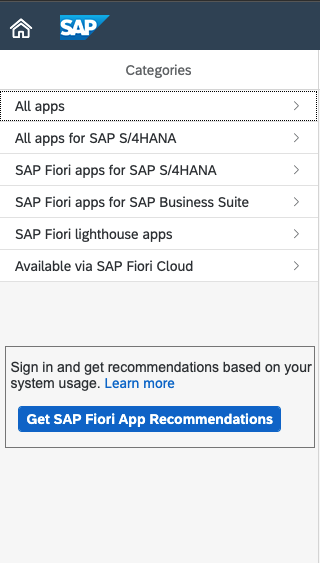 SAP
Categories
All apps
All apps for SAP S/4HANA
SAP Fiori apps for SAP S/4HANA
SAP Fiori apps for SAP Business Suite
SAP Fiori lighthouse apps
Available via SAP Fiori Cloud
Sign in and get recommendations based on your
system usage. Learn more
Get SAP Fiori App Recommendations